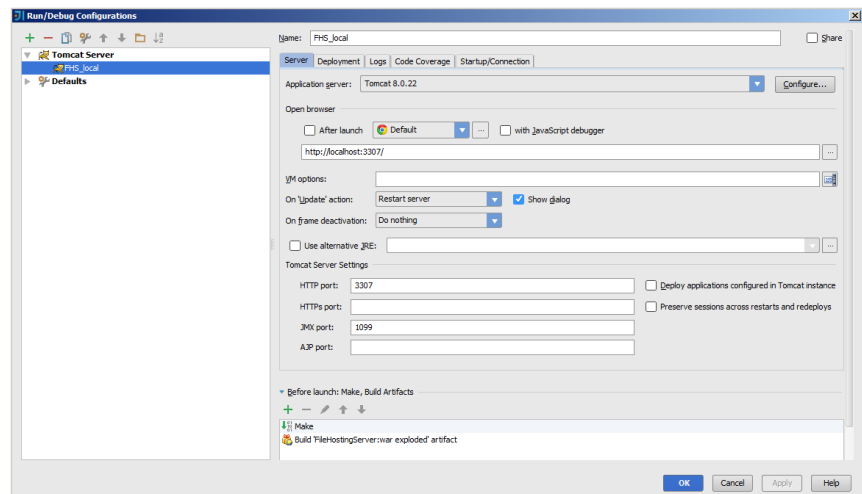 Run/Debug Configurations
Name: FHS_local Share
Tomcat Server
FHS_local
Defaults
Server Deployment Logs Code Coverage Startup/Connection
Application server: Tomcat 8.0.22 Configure...
Open browser
After launch Default ... with JavaScript debugger
http://localhost:3307/ ...
VM options:
On 'Update' action: Restart server Show dialog
On frame deactivation: Do nothing
Use alternative JRE: ...
Tomcat Server Settings
HTTP port: 3307 Deploy applications configured in Tomcat instance
HTTPs port: Preserve sessions across restarts and redeploys
JMX port: 1099
AJP port:
Before launch: Make, Build Artifacts
Make
Build 'FileHostingServer:war exploded' artifact
OK Cancel Apply Help